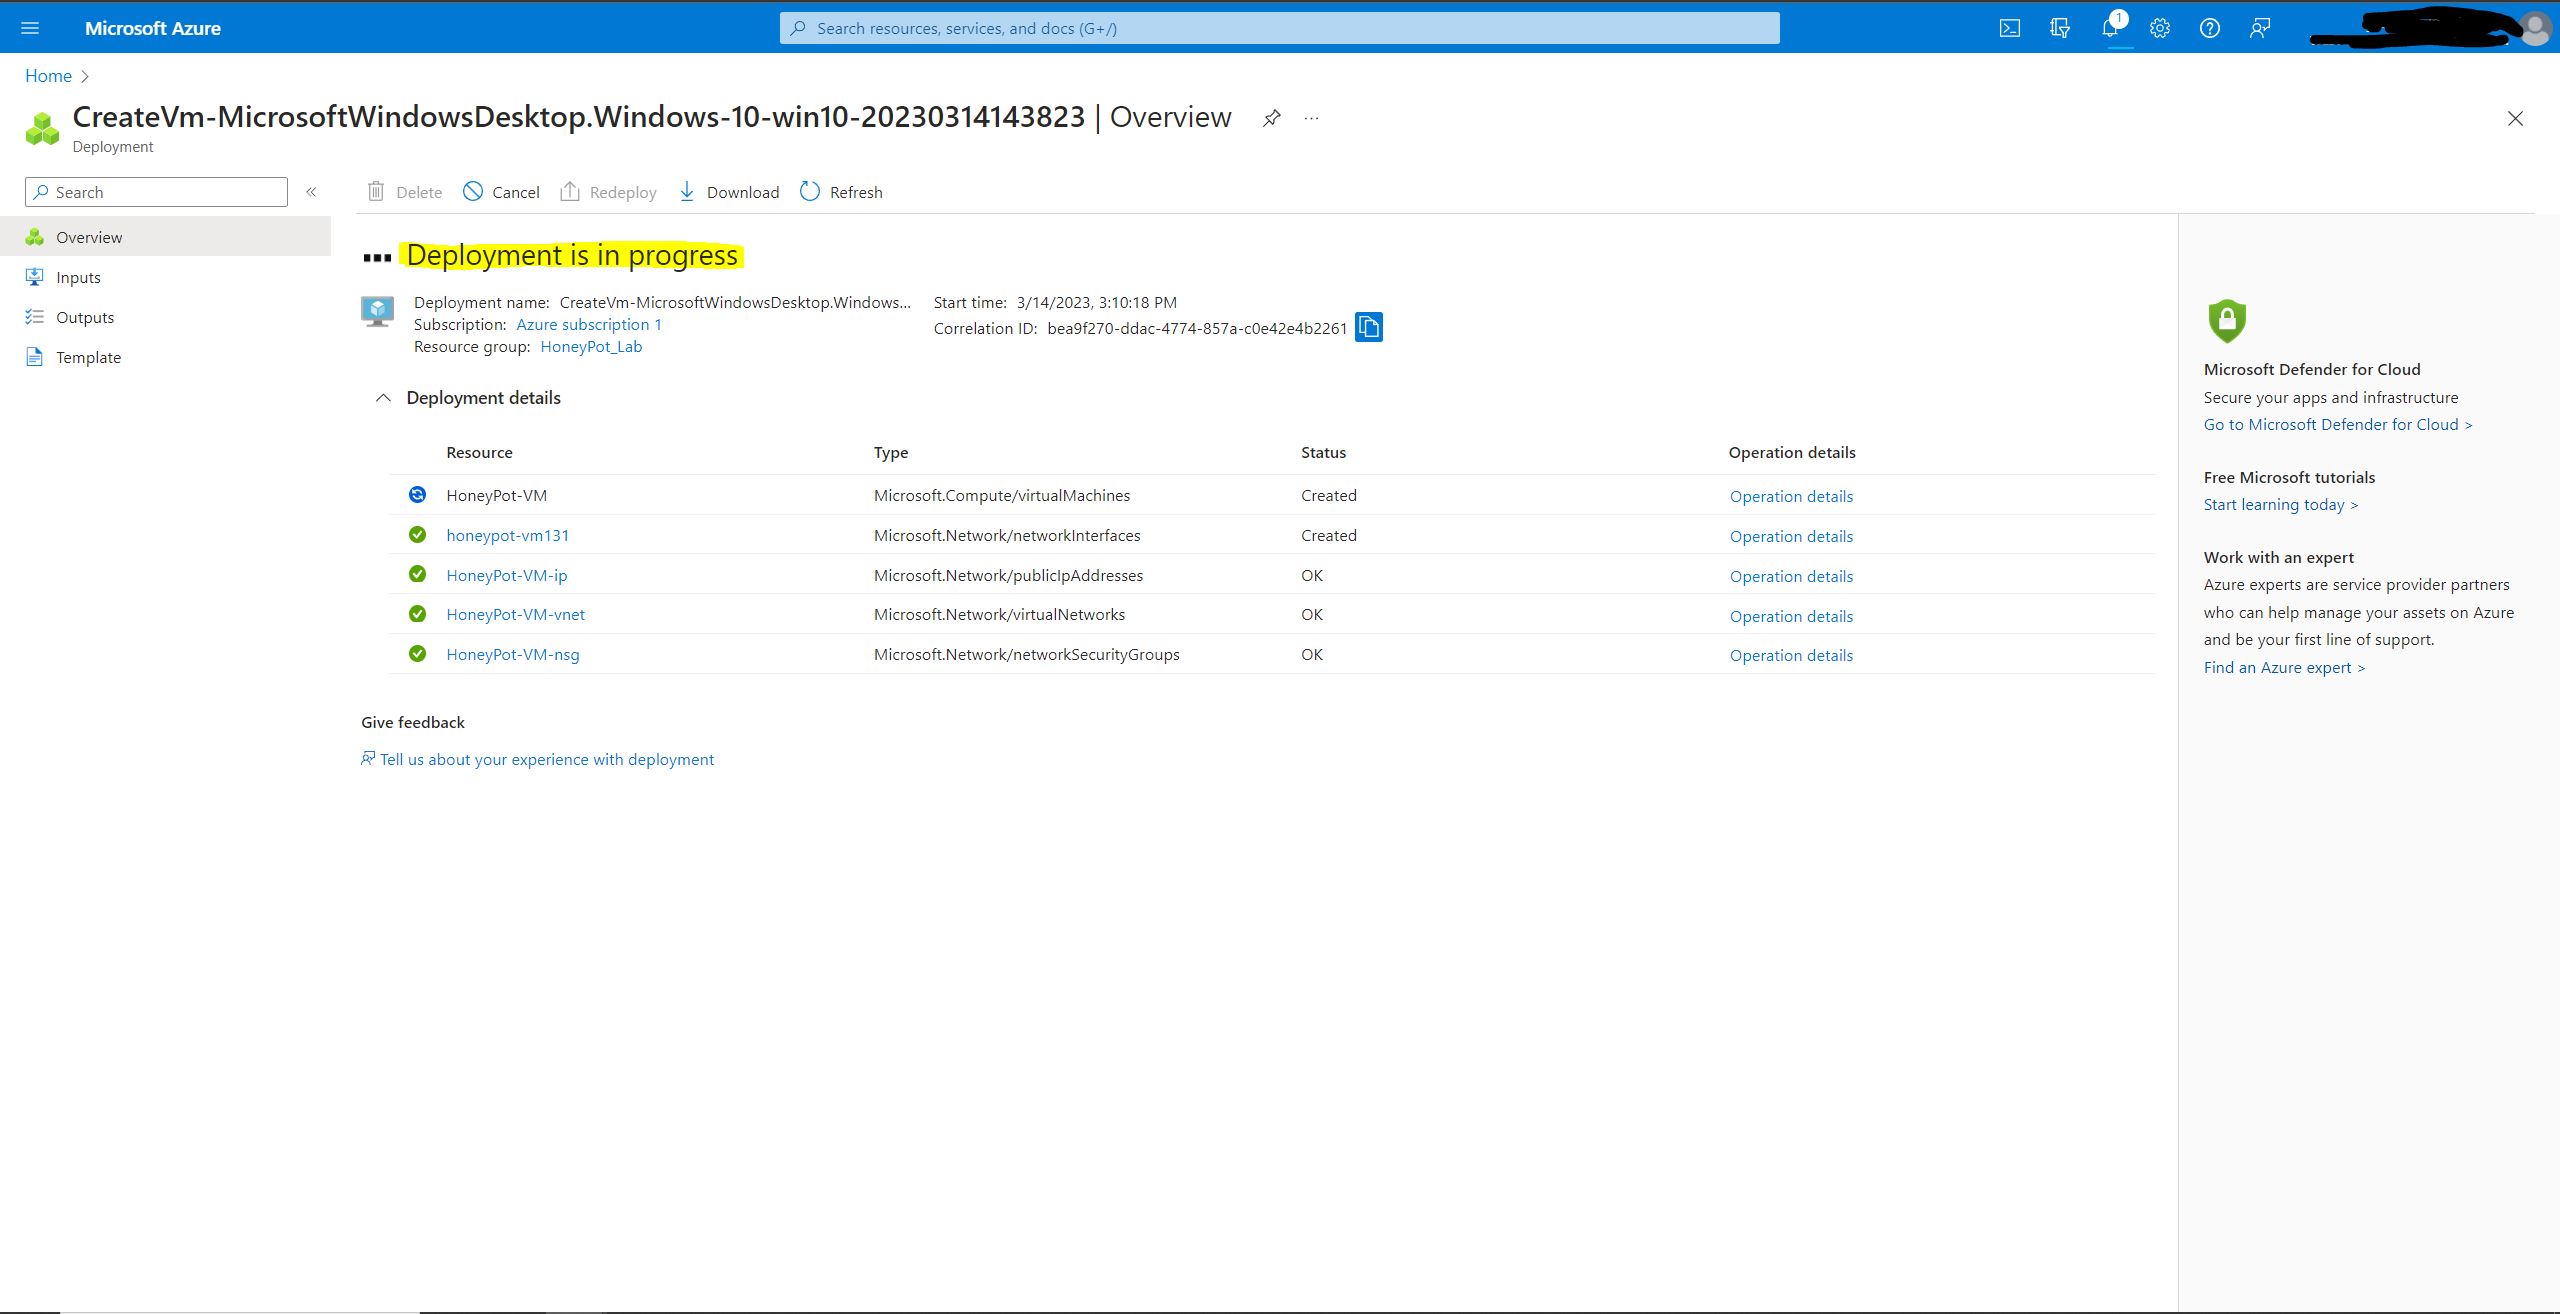 Microsoft Azure
Search resources, services, and docs (G+/)
1
Home
CreateVm-MicrosoftWindowsDesktop.Windows-10-win10-20230314143823 | Overview
Deployment
Search
Overview
Inputs
Outputs
Template
Delete
Cancel
Redeploy
Download
Refresh
Deployment is in progress
Deployment name: CreateVm-MicrosoftWindowsDesktop.Windows...
Subscription: Azure subscription 1
Resource group: HoneyPot_Lab
Start time: 3/14/2023, 3:10:18 PM
Correlation ID: bea9f270-ddac-4774-857a-c0e42e4b2261
Deployment details
Resource Type Status Operation details
HoneyPot-VM Microsoft.Compute/virtualMachines Created Operation details
honeypot-vm131 Microsoft.Network/networkInterfaces Created Operation details
HoneyPot-VM-ip Microsoft.Network/publicIpAddresses OK Operation details
HoneyPot-VM-vnet Microsoft.Network/virtualNetworks OK Operation details
HoneyPot-VM-nsg Microsoft.Network/networkSecurityGroups OK Operation details
Give feedback
Tell us about your experience with deployment
Microsoft Defender for Cloud
Secure your apps and infrastructure
Go to Microsoft Defender for Cloud >
Free Microsoft tutorials
Start learning today >
Work with an expert
Azure experts are service provider partners
who can help manage your assets on Azure
and be your first line of support.
Find an Azure expert >